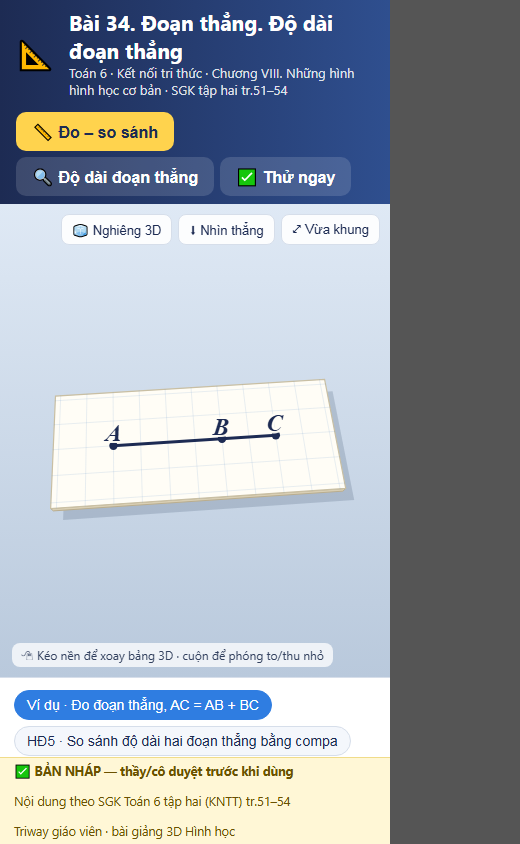 Bài 34. Đoạn thẳng. Độ dài
đoạn thẳng
Toán 6 · Kết nối tri thức · Chương VIII. Những hình
hình học cơ bản · SGK tập hai tr.51–54
Đo – so sánh
Độ dài đoạn thẳng
Thử ngay
Nghiêng 3D
Nhìn thẳng
Vừa khung
A
B
C
Kéo nền để xoay bảng 3D · cuộn để phóng to/thu nhỏ
Ví dụ · Đo đoạn thẳng, AC = AB + BC
HĐ5 · So sánh độ dài hai đoạn thẳng bằng compa
BẢN NHÁP — thầy/cô duyệt trước khi dùng
Nội dung theo SGK Toán 6 tập hai (KNTT) tr.51–54
Triway giáo viên · bài giảng 3D Hình học